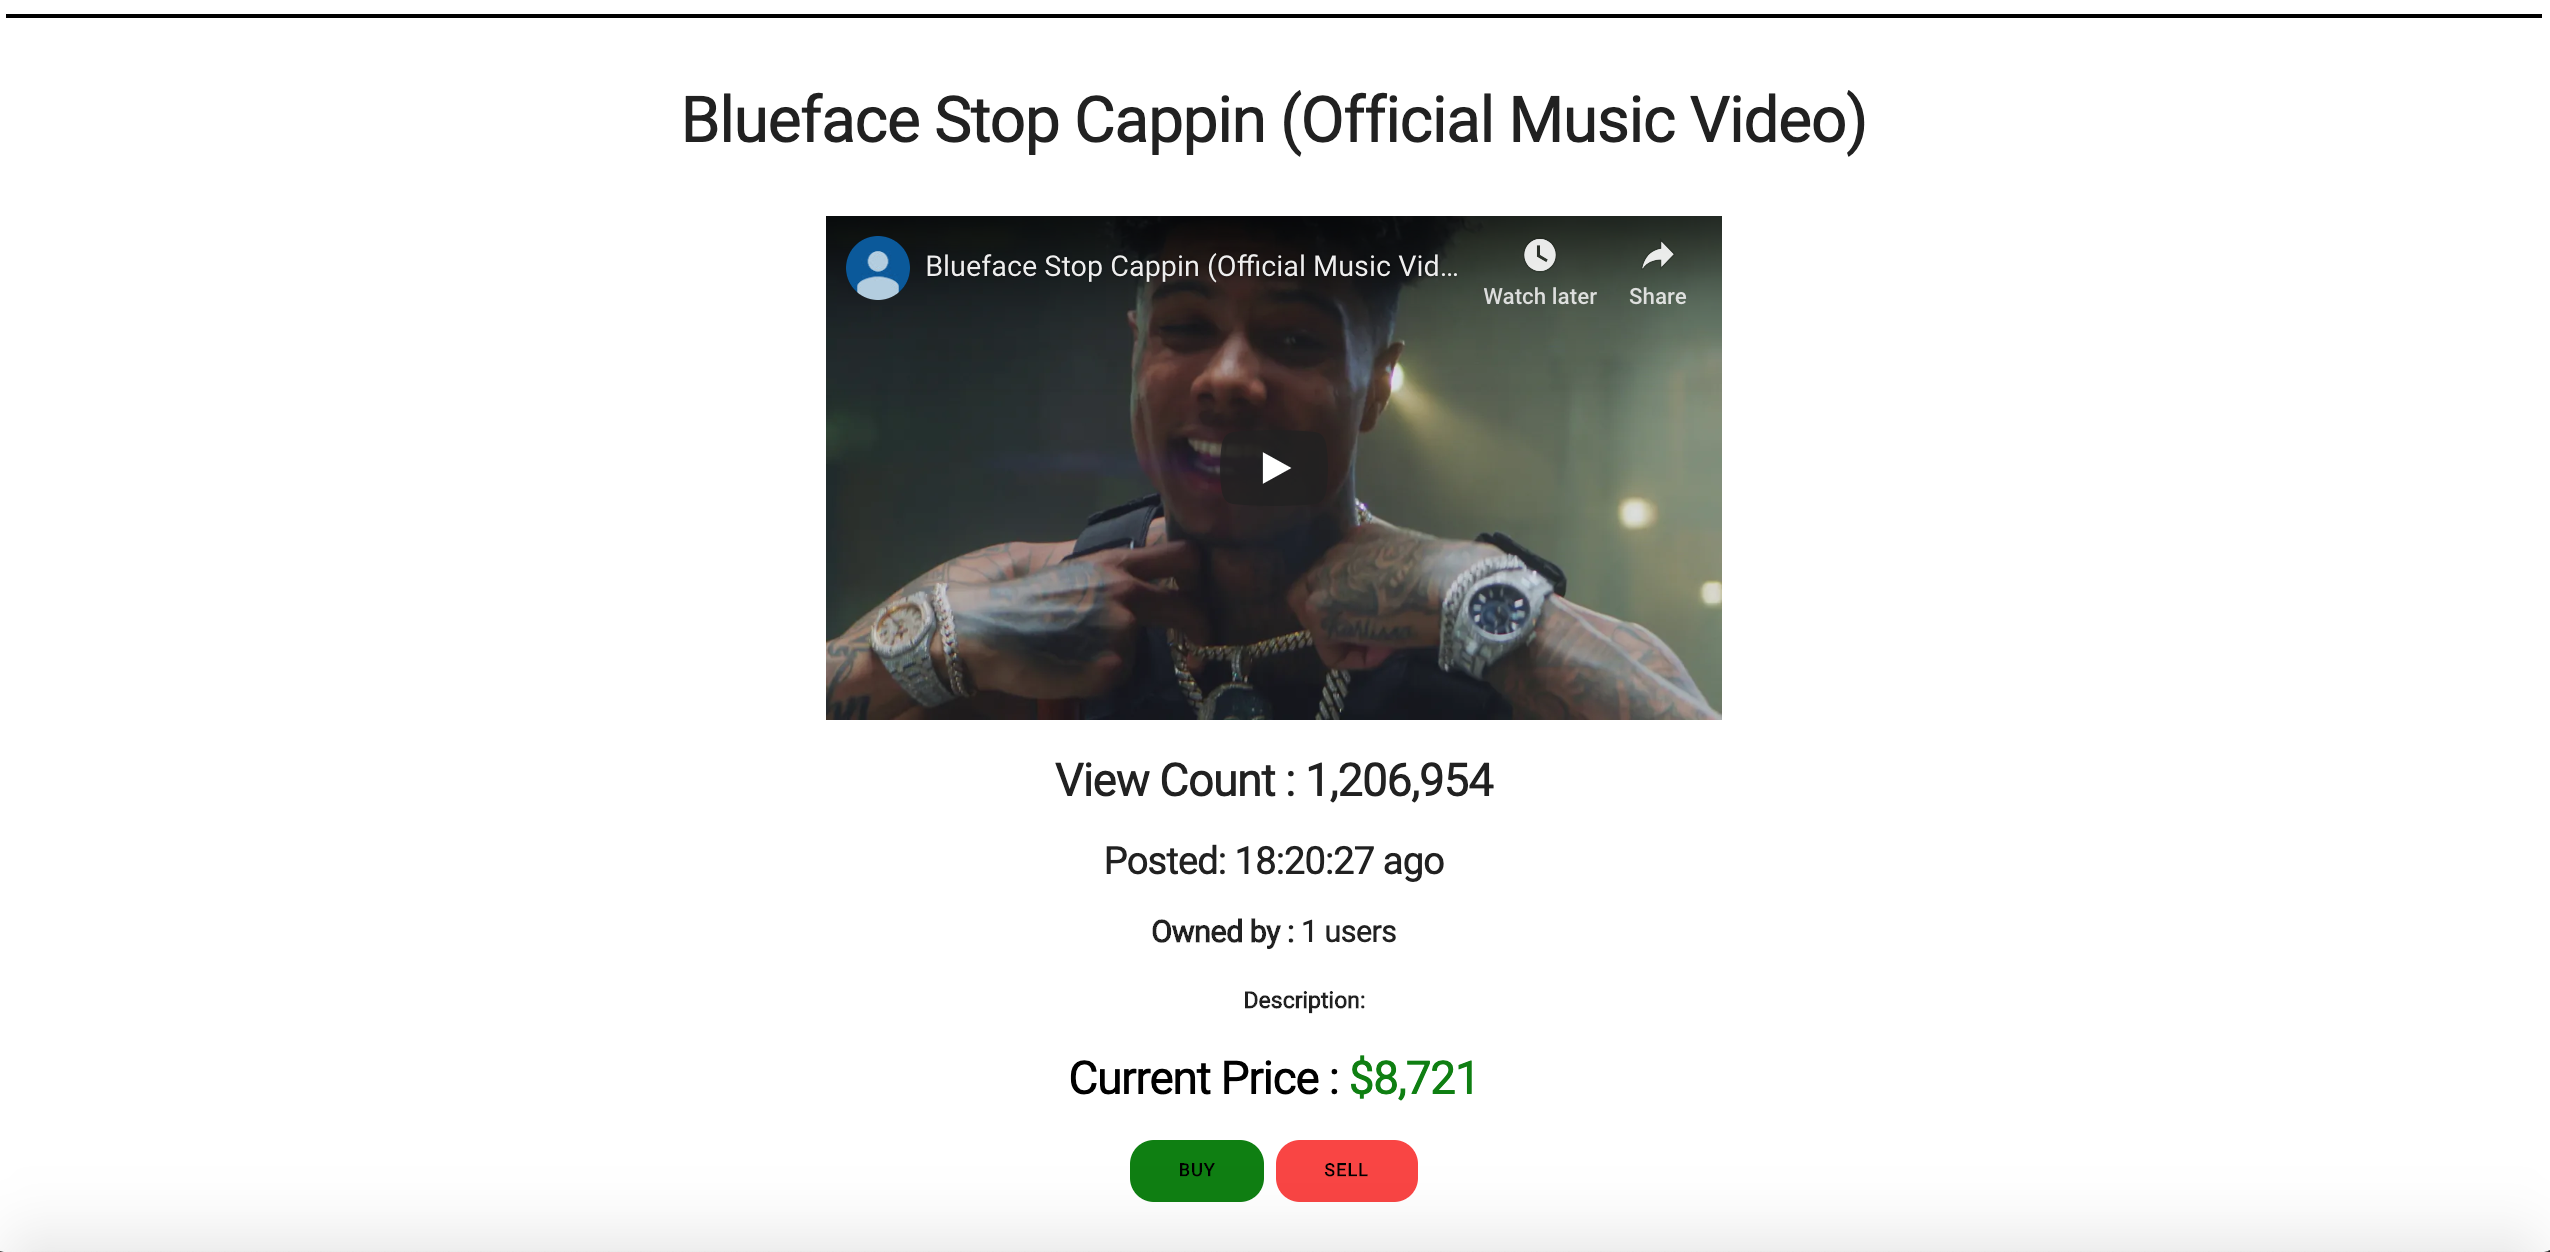 Blueface Stop Cappin (Official Music Video)
Blueface Stop Cappin (Official Music Vid...
Watch later
Share
View Count : 1,206,954
Posted: 18:20:27 ago
Owned by : 1 users
Description:
Current Price : $8,721
BUY
SELL